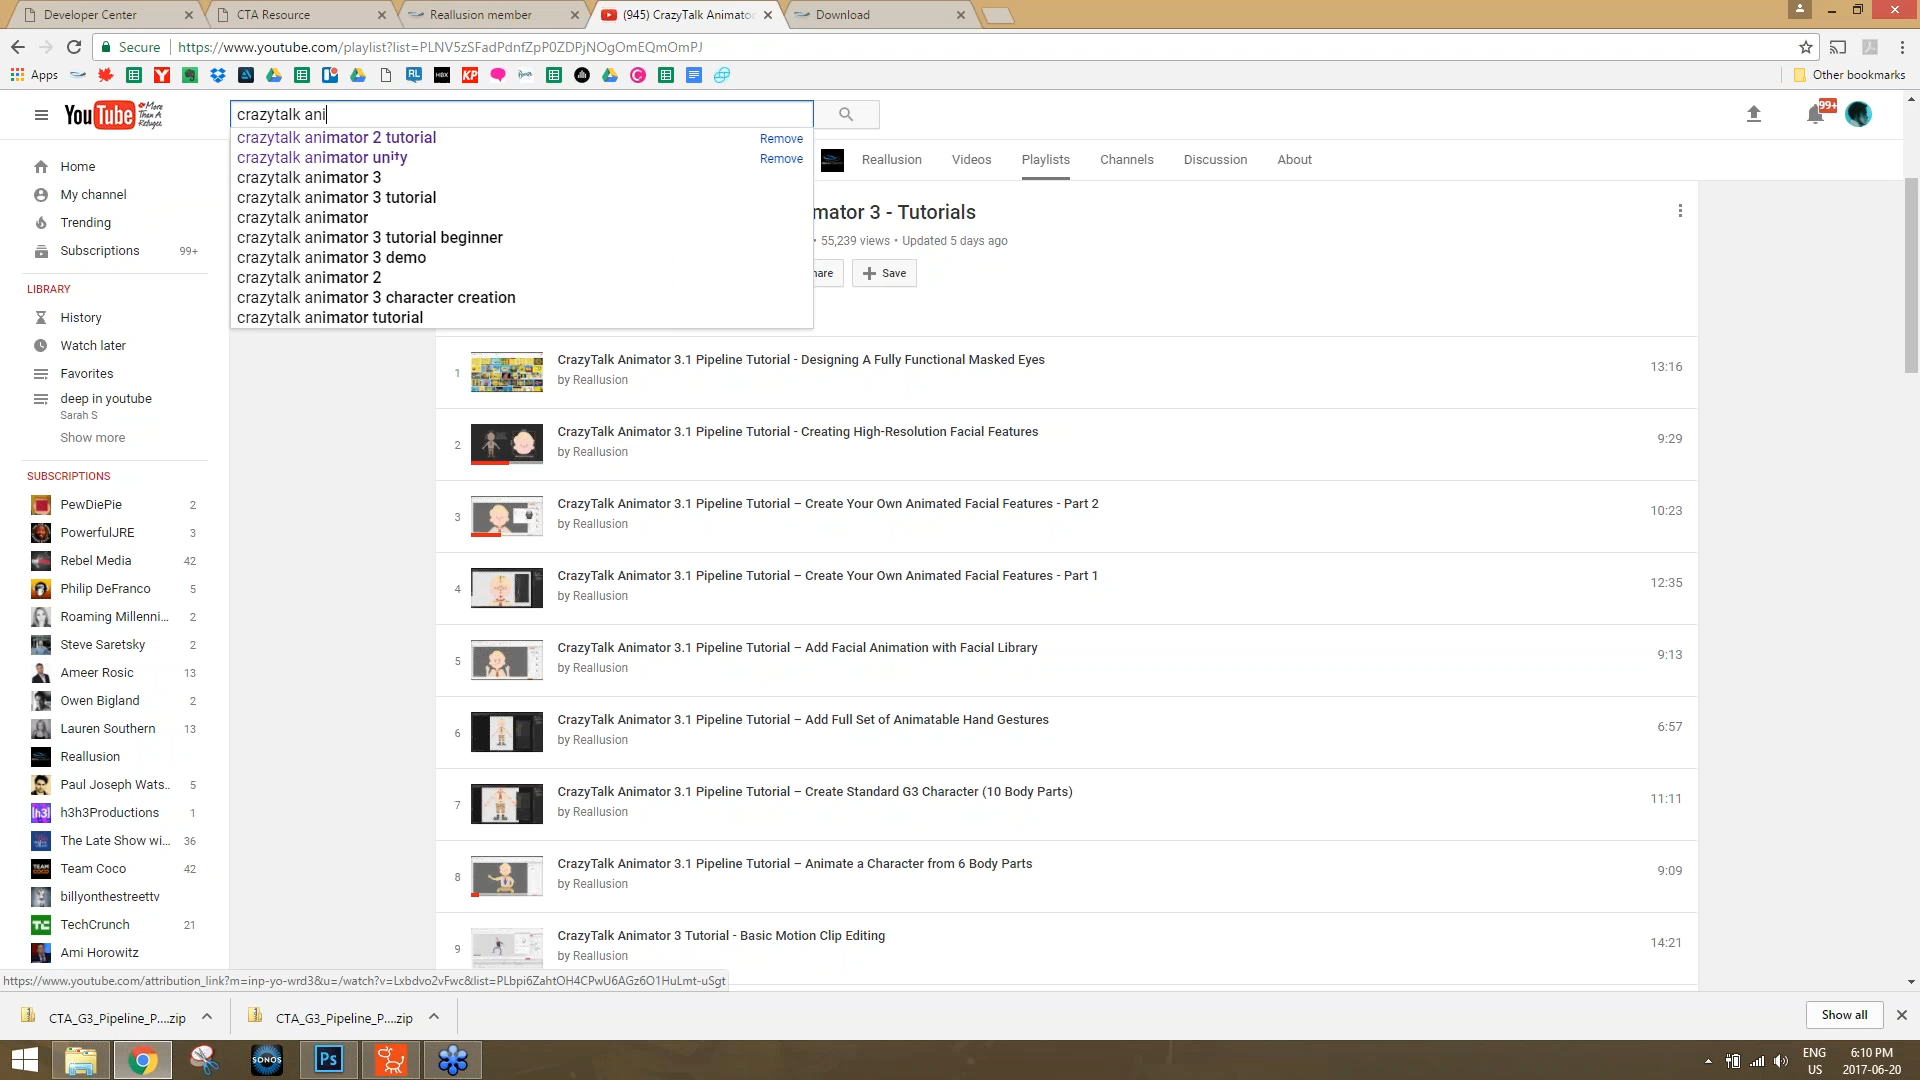 Developer Center
CTA Resource
Reallusion member
(945) CrazyTalk Animator
Download
Secure
https://www.youtube.com/playlist?list=PLNV5zSFadPdnfZpP0ZDPjNOgOmEQmOmPJ
Apps
Other bookmarks
YouTube
More Than A Refugee
crazytalk ani
99+
crazytalk animator 2 tutorial
Remove
crazytalk animator unity
Remove
crazytalk animator 3
crazytalk animator 3 tutorial
crazytalk animator
crazytalk animator 3 tutorial beginner
crazytalk animator 3 demo
crazytalk animator 2
crazytalk animator 3 character creation
crazytalk animator tutorial
Reallusion
Videos
Playlists
Channels
Discussion
About
mator 3 - Tutorials
• 55,239 views • Updated 5 days ago
hare
Save
Home
My channel
Trending
Subscriptions
99+
LIBRARY
History
Watch later
Favorites
deep in youtube
Sarah S
Show more
SUBSCRIPTIONS
PewDiePie 2
PowerfulJRE 3
Rebel Media 42
Philip DeFranco 5
Roaming Millenni... 2
Steve Saretsky 2
Ameer Rosic 13
Owen Bigland 2
Lauren Southern 13
Reallusion
Paul Joseph Wats.. 5
h3h3Productions 1
The Late Show wi... 36
Team Coco 42
billyonthestreettv
TechCrunch 21
Ami Horowitz
1
CrazyTalk Animator 3.1 Pipeline Tutorial - Designing A Fully Functional Masked Eyes
by Reallusion
13:16
2
CrazyTalk Animator 3.1 Pipeline Tutorial - Creating High-Resolution Facial Features
by Reallusion
9:29
3
CrazyTalk Animator 3.1 Pipeline Tutorial – Create Your Own Animated Facial Features - Part 2
by Reallusion
10:23
4
CrazyTalk Animator 3.1 Pipeline Tutorial – Create Your Own Animated Facial Features - Part 1
by Reallusion
12:35
5
CrazyTalk Animator 3.1 Pipeline Tutorial – Add Facial Animation with Facial Library
by Reallusion
9:13
6
CrazyTalk Animator 3.1 Pipeline Tutorial – Add Full Set of Animatable Hand Gestures
by Reallusion
6:57
7
CrazyTalk Animator 3.1 Pipeline Tutorial – Create Standard G3 Character (10 Body Parts)
by Reallusion
11:11
8
CrazyTalk Animator 3.1 Pipeline Tutorial – Animate a Character from 6 Body Parts
by Reallusion
9:09
9
CrazyTalk Animator 3 Tutorial - Basic Motion Clip Editing
by Reallusion
14:21
https://www.youtube.com/attribution_link?m=inp-yo-wrd3&u=/watch?v=Lxbdvo2vFwc&list=PLbpi6ZahtOH4CPwU6AGz6O1HuLmt-uSgt
CTA_G3_Pipeline_P....zip
CTA_G3_Pipeline_P....zip
Show all
SONOS
Ps
ENG
US
6:10 PM
2017-06-20